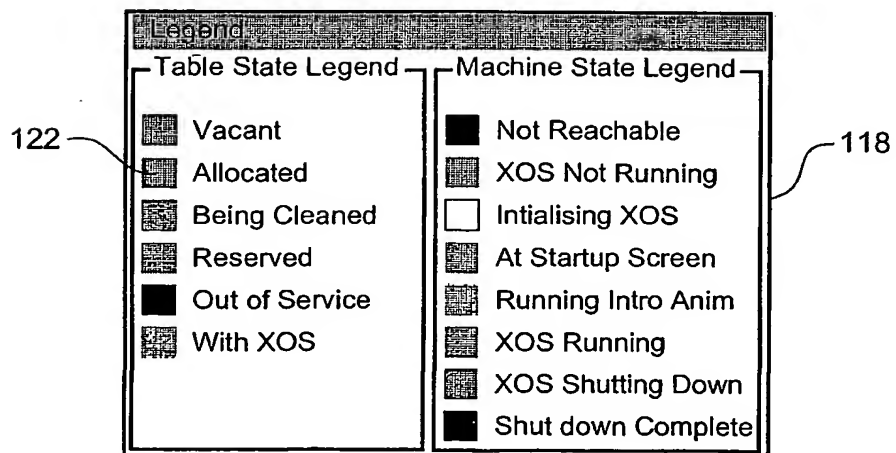 Legend
Table State Legend
Vacant
Allocated
Being Cleaned
Reserved
Out of Service
With XOS
Machine State Legend
Not Reachable
XOS Not Running
Intialising XOS
At Startup Screen
Running Intro Anim
XOS Running
XOS Shutting Down
Shut down Complete
122
118